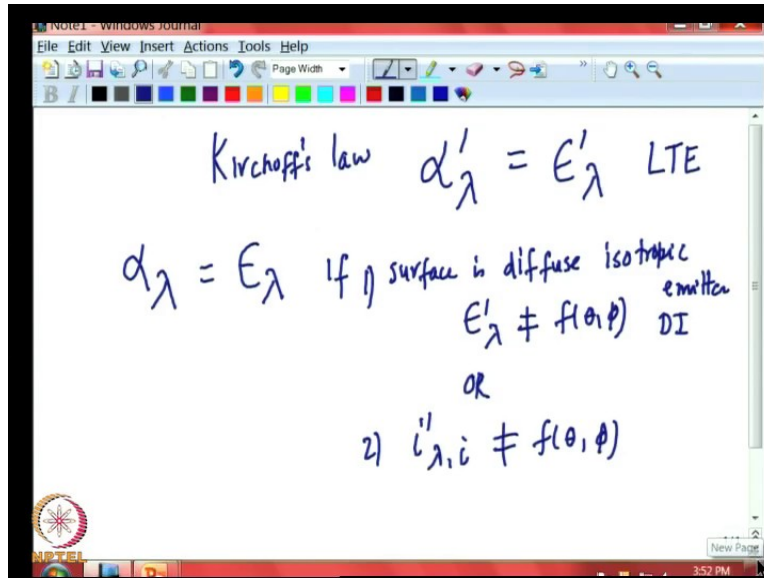 Note1 - Windows Journal
File Edit View Insert Actions Tools Help
Page Width
B I
Kirchoff's law α'λ = ϵ'λ LTE
αλ = ϵλ If 1) surface is diffuse isotropic
emitter
ϵ'λ ≠ f(θ,φ) DI
OR
2) i'λ,i ≠ f(θ,φ)
NPTEL
New Page
3:52 PM